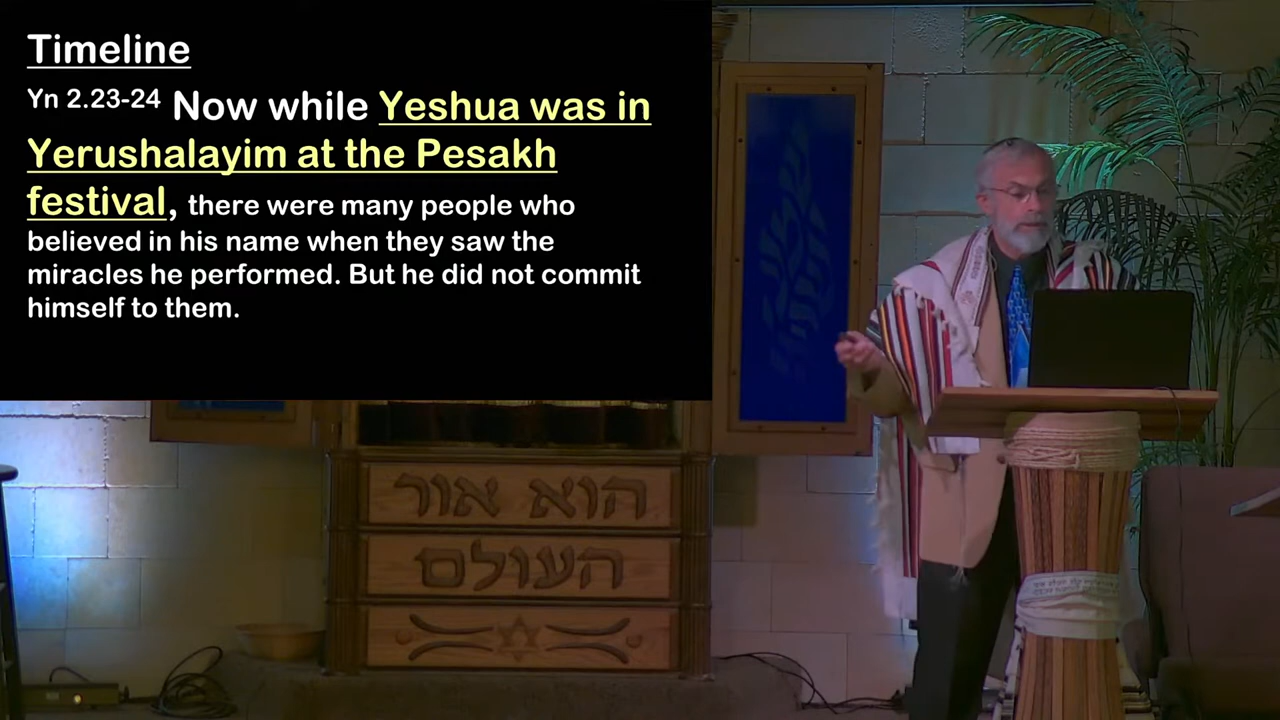 Timeline
Yn 2.23-24 Now while Yeshua was in
Yerushalayim at the Pesakh
festival, there were many people who
believed in his name when they saw the
miracles he performed. But he did not commit
himself to them.
הוא אור
העולם